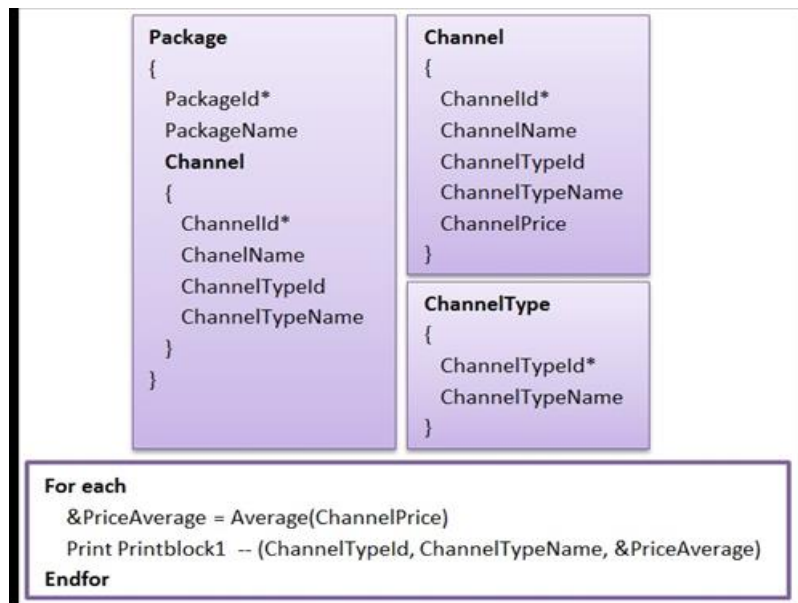 Package
{
PackageId*
PackageName
Channel
{
ChannelId*
ChanelName
ChannelTypeId
ChannelTypeName
}
}
Channel
{
ChannelId*
ChannelName
ChannelTypeId
ChannelTypeName
ChannelPrice
}
ChannelType
{
ChannelTypeId*
ChannelTypeName
}
For each
&PriceAverage = Average(ChannelPrice)
Print Printblock1 -- (ChannelTypeId, ChannelTypeName, &PriceAverage)
Endfor